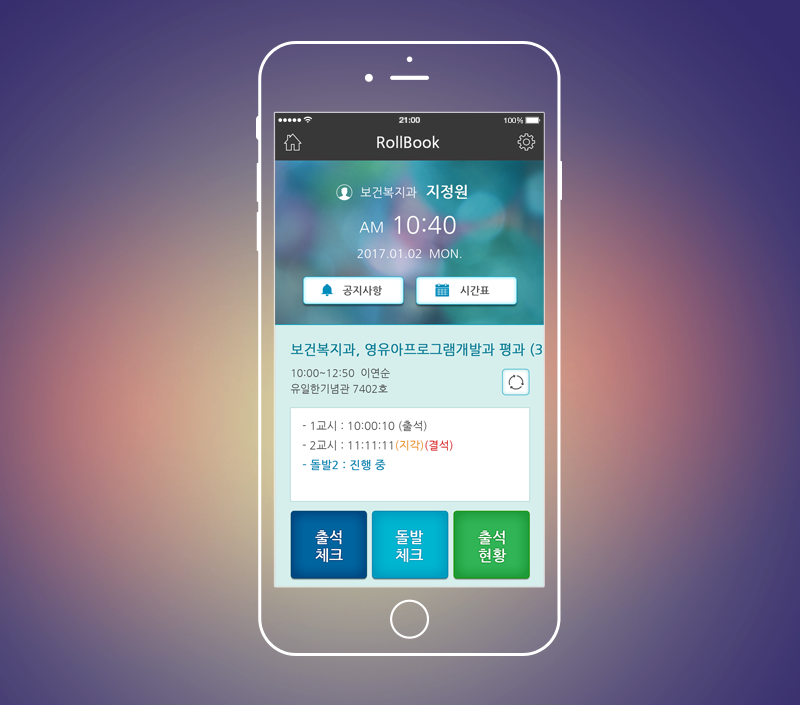 21:00 100%
RollBook
보건복지과 지정원
AM 10:40
2017.01.02 MON.
공지사항 시간표
보건복지과, 영유아프로그램개발과 평과 (3
10:00~12:50 이연순
유일한기념관 7402호
- 1교시 : 10:00:10 (출석)
- 2교시 : 11:11:11(지각)(결석)
- 돌발2 : 진행 중
출석 돌발 출석
체크 체크 현황